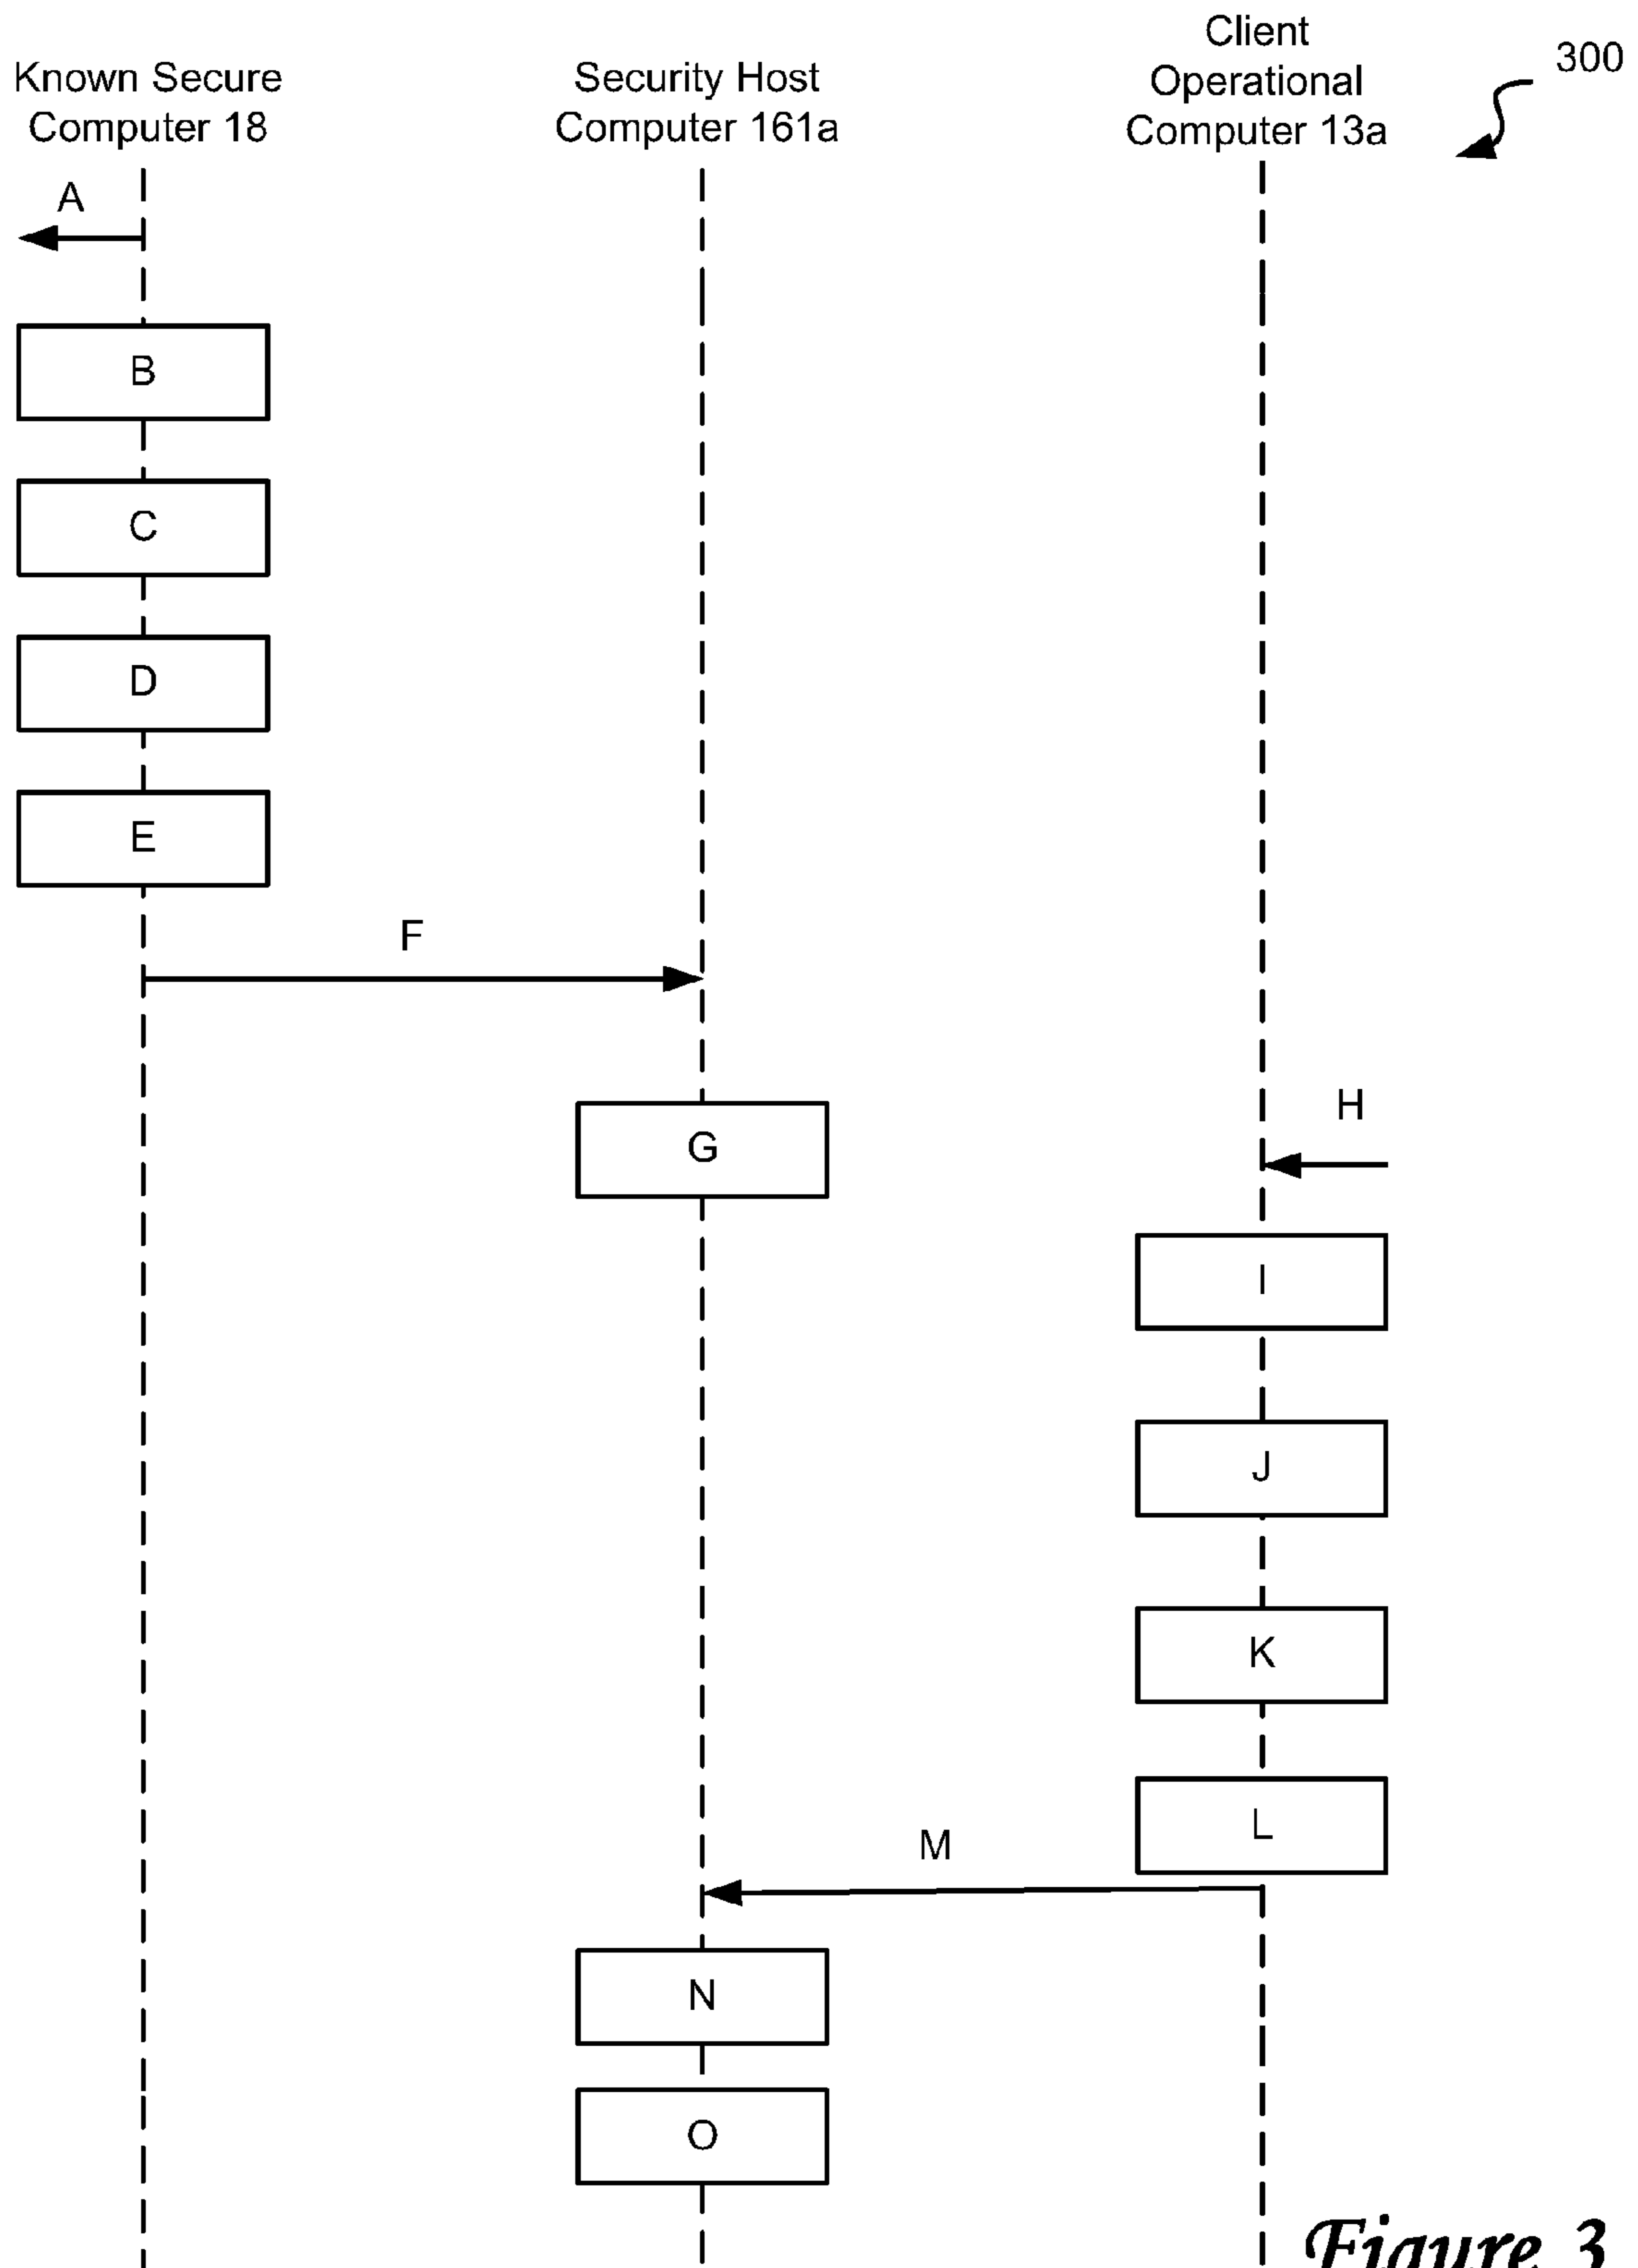 Known Secure
Computer 18
Security Host
Computer 161a
Client
Operational
Computer 13a
300
A
B
C
D
E
F
G
H
I
J
K
L
M
N
O
Figure 3